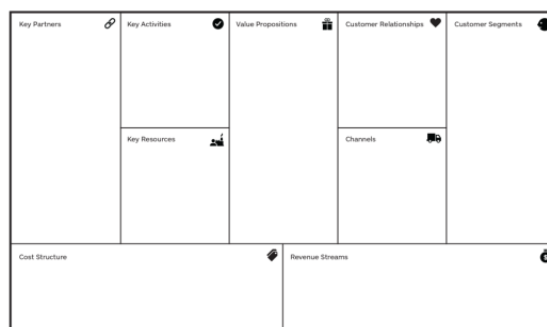 Key Partners
Key Activities
Value Propositions
Customer Relationships
Customer Segments
Key Resources
Channels
Cost Structure
Revenue Streams